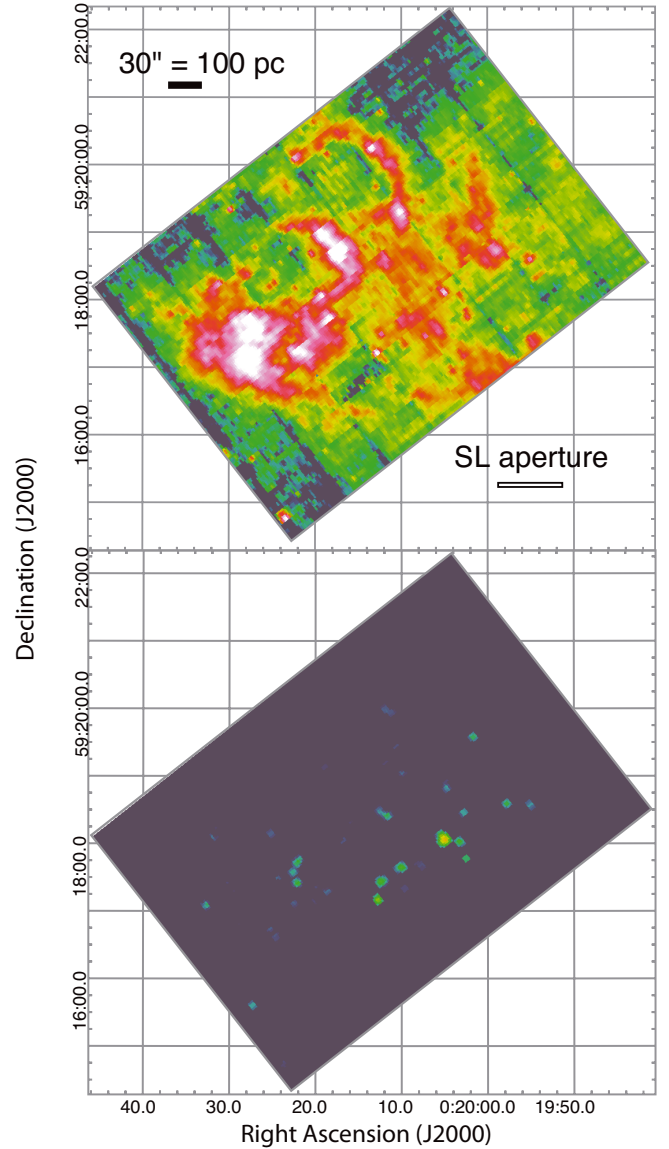 30" = 100 pc
22:00.0
59:20:00.0
18:00.0
16:00.0
SL aperture
Declination (J2000)
22:00.0
59:20:00.0
18:00.0
16:00.0
40.0 30.0 20.0 10.0 0:20:00.0 19:50.0
Right Ascension (J2000)